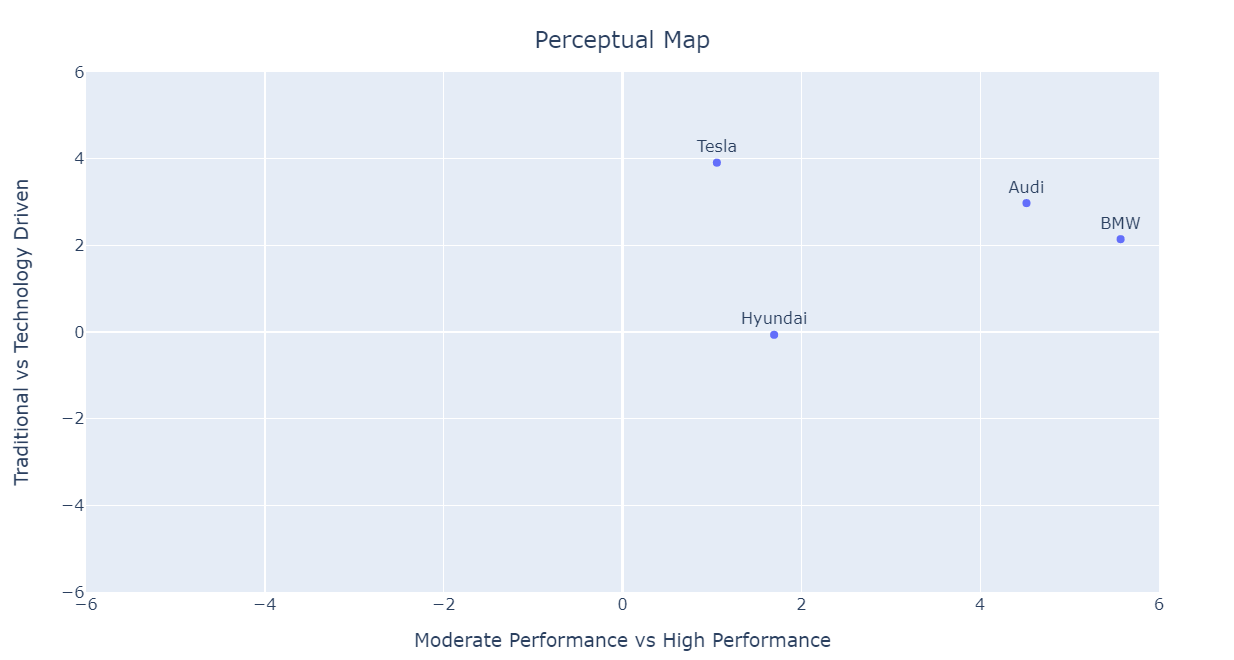 Perceptual Map
6
4
2
0
−2
−4
−6
Traditional vs Technology Driven
Tesla
Audi
BMW
Hyundai
−6
−4
−2
0
2
4
6
Moderate Performance vs High Performance